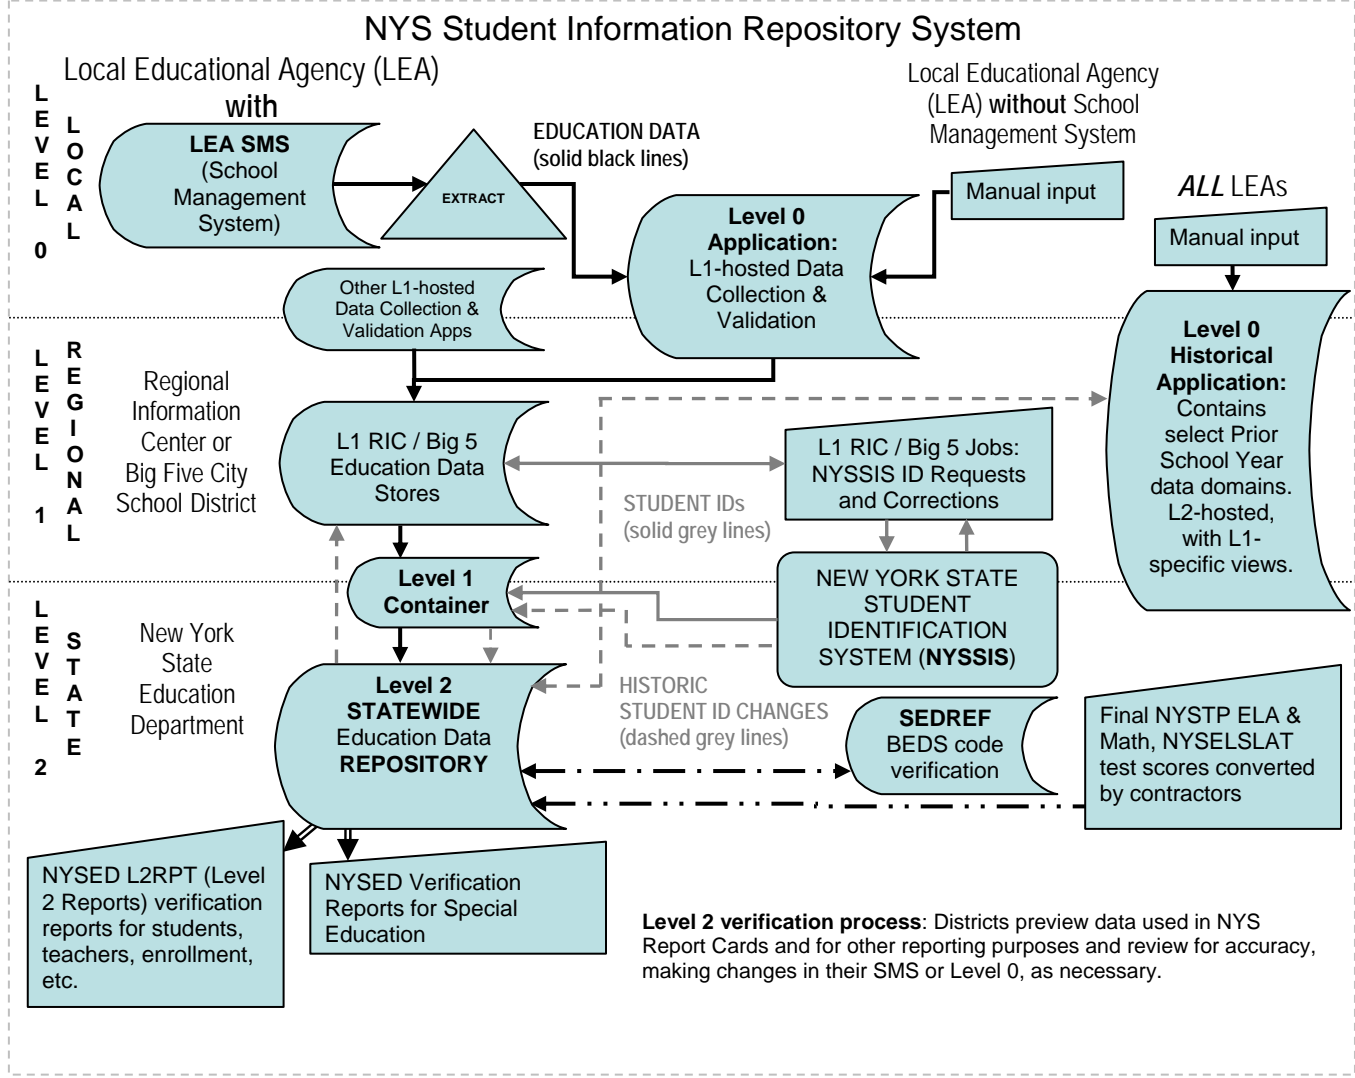 NYS Student Information Repository System
Local Educational Agency (LEA)
with
Local Educational Agency
(LEA) without School
Management System
LEVEL 0
LOCAL
LEA SMS
(School
Management
System)
EXTRACT
EDUCATION DATA
(solid black lines)
Level 0
Application:
L1-hosted Data
Collection &
Validation
Manual input
ALL LEAs
Manual input
Other L1-hosted
Data Collection &
Validation Apps
LEVEL 1
REGIONAL
Regional
Information
Center or
Big Five City
School District
L1 RIC / Big 5
Education Data
Stores
STUDENT IDs
(solid grey lines)
L1 RIC / Big 5 Jobs:
NYSSIS ID Requests
and Corrections
Level 0
Historical
Application:
Contains
select Prior
School Year
data domains.
L2-hosted,
with L1-
specific views.
Level 1
Container
NEW YORK STATE
STUDENT
IDENTIFICATION
SYSTEM (NYSSIS)
LEVEL 2
STATE
New York
State
Education
Department
Level 2
STATEWIDE
Education Data
REPOSITORY
HISTORIC
STUDENT ID CHANGES
(dashed grey lines)
SEDREF
BEDS code
verification
Final NYSTP ELA &
Math, NYSELSLAT
test scores converted
by contractors
NYSED L2RPT (Level
2 Reports) verification
reports for students,
teachers, enrollment,
etc.
NYSED Verification
Reports for Special
Education
Level 2 verification process: Districts preview data used in NYS
Report Cards and for other reporting purposes and review for accuracy,
making changes in their SMS or Level 0, as necessary.